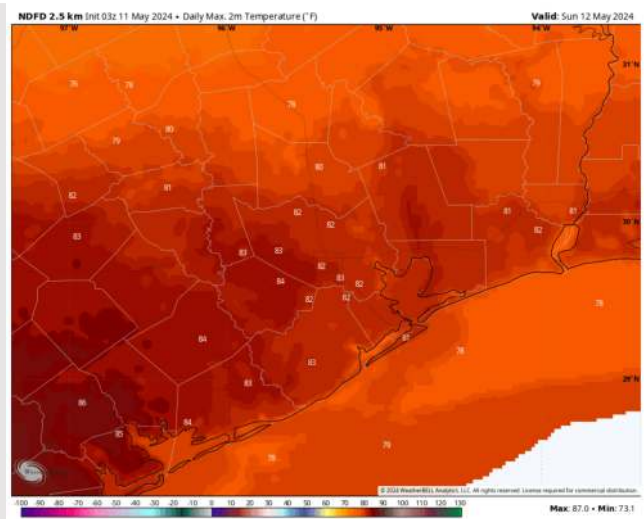 NDFD 2.5 km Init 03z 11 May 2024 • Daily Max. 2m Temperature (°F)
Valid: Sun 12 May 2024
97°W 96°W 95°W 94°W
31°N
76 78 78 79
79 80
80 81
82 81
82 82 81 81
30°N
83 83 83 82
82 83 82
84 82 82
78
84 81
83 78
29°N
83
86
85 84
78 79
© 2024 WeatherBELL Analytics, LLC. All rights reserved. License required for commercial distribution.
-100 -90 -80 -70 -60 -50 -40 -30 -20 -10 0 10 20 30 40 50 60 70 80 90 100 110 120 130
Max: 87.0 • Min: 73.1